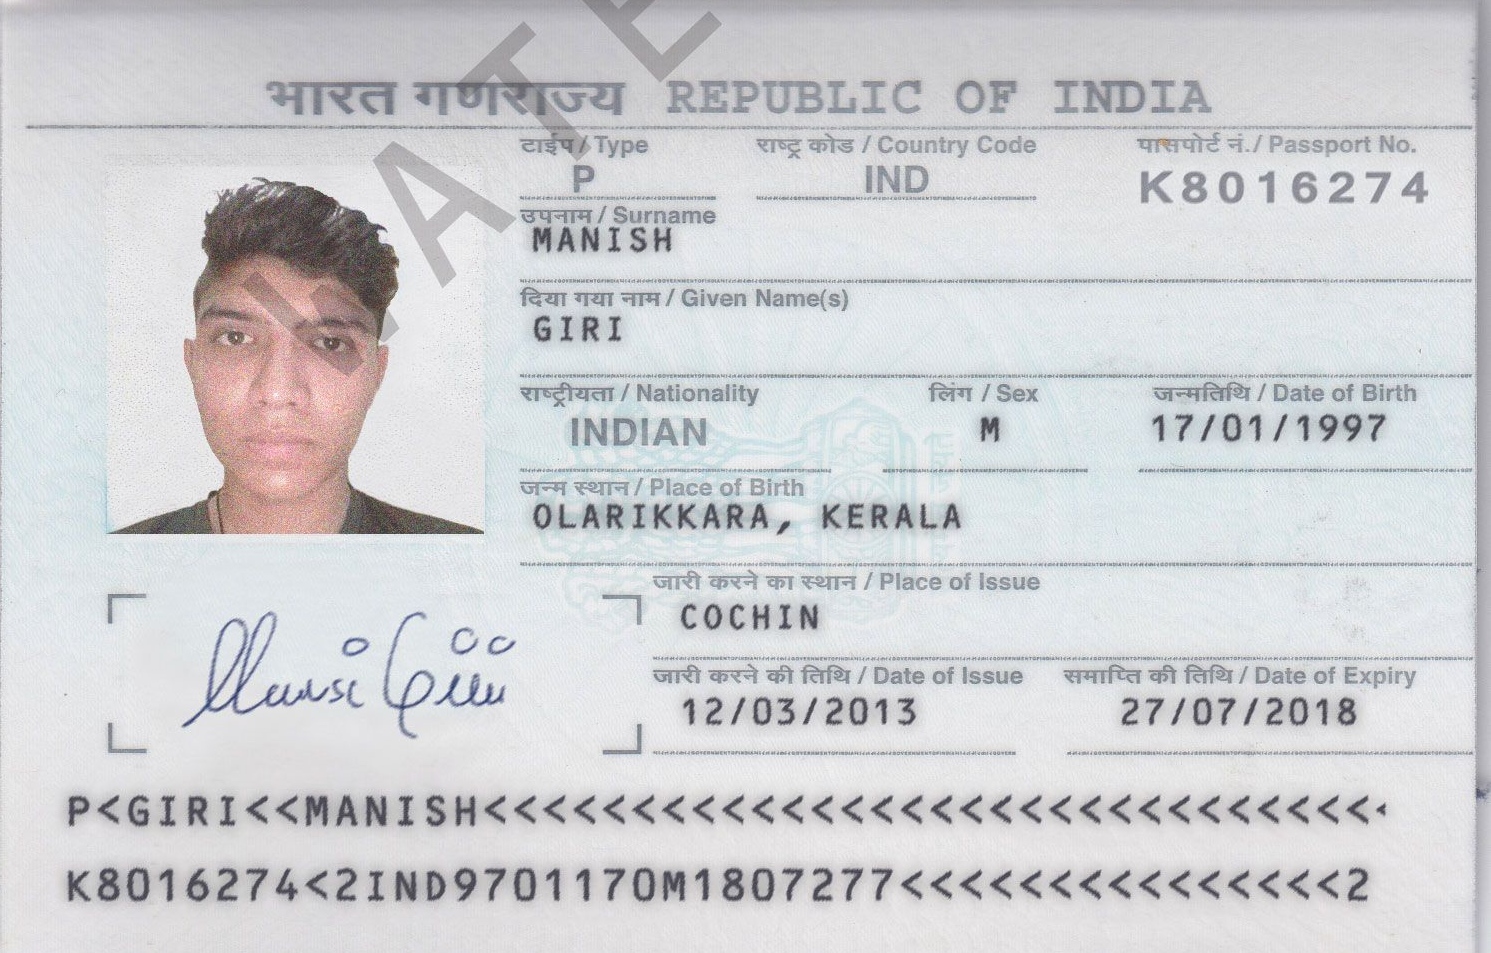 ATE
भारत गणराज्य REPUBLIC OF INDIA
टाईप / Type राष्ट्र कोड / Country Code पासपोर्ट नं. / Passport No.
P IND K8016274
उपनाम / Surname
MANISH
दिया गया नाम / Given Name(s)
GIRI
राष्ट्रीयता / Nationality लिंग / Sex जन्मतिथि / Date of Birth
INDIAN M 17/01/1997
जन्म स्थान / Place of Birth
OLARIKKARA, KERALA
जारी करने का स्थान / Place of Issue
COCHIN
जारी करने की तिथि / Date of Issue समाप्ति की तिथि / Date of Expiry
12/03/2013 27/07/2018
P<GIRI<<MANISH<<<<<<<<<<<<<<<<<<<<<<<<<<<<<<<
K8016274<2IND9701170M1807277<<<<<<<<<<<<<<<2